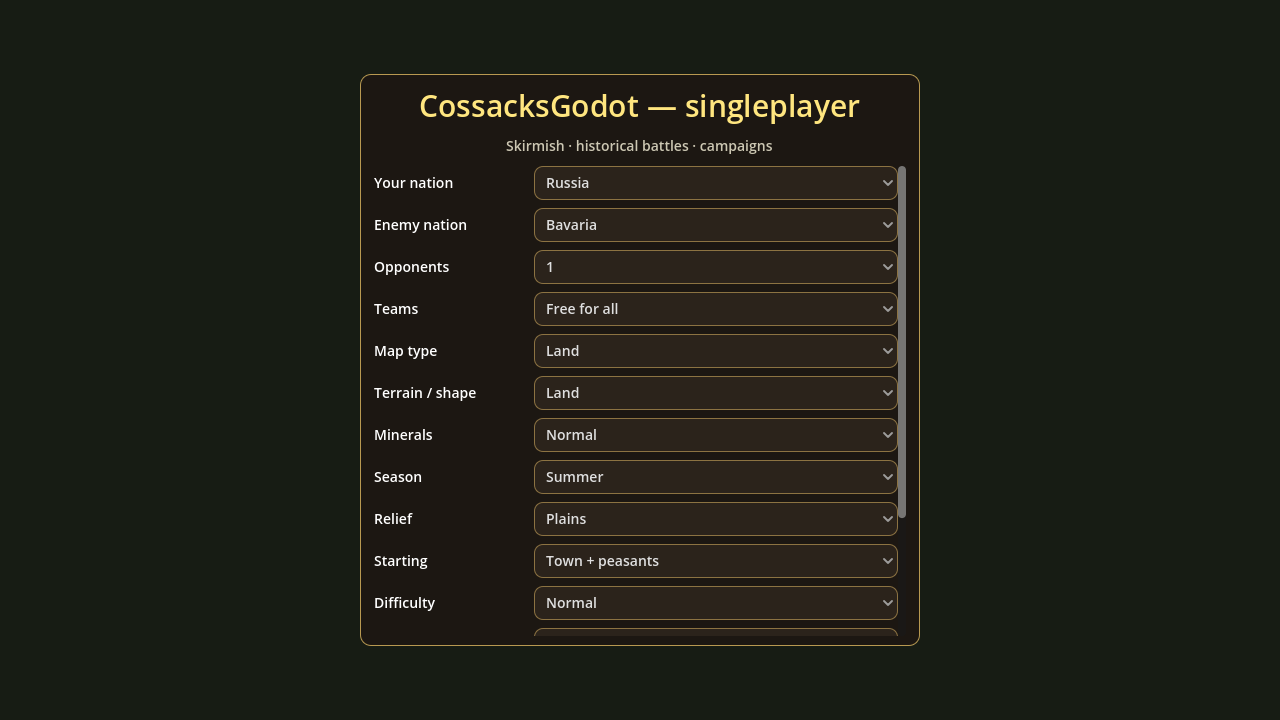 CossacksGodot — singleplayer
Skirmish · historical battles · campaigns
Your nation Russia
Enemy nation Bavaria
Opponents 1
Teams Free for all
Map type Land
Terrain / shape Land
Minerals Normal
Season Summer
Relief Plains
Starting Town + peasants
Difficulty Normal